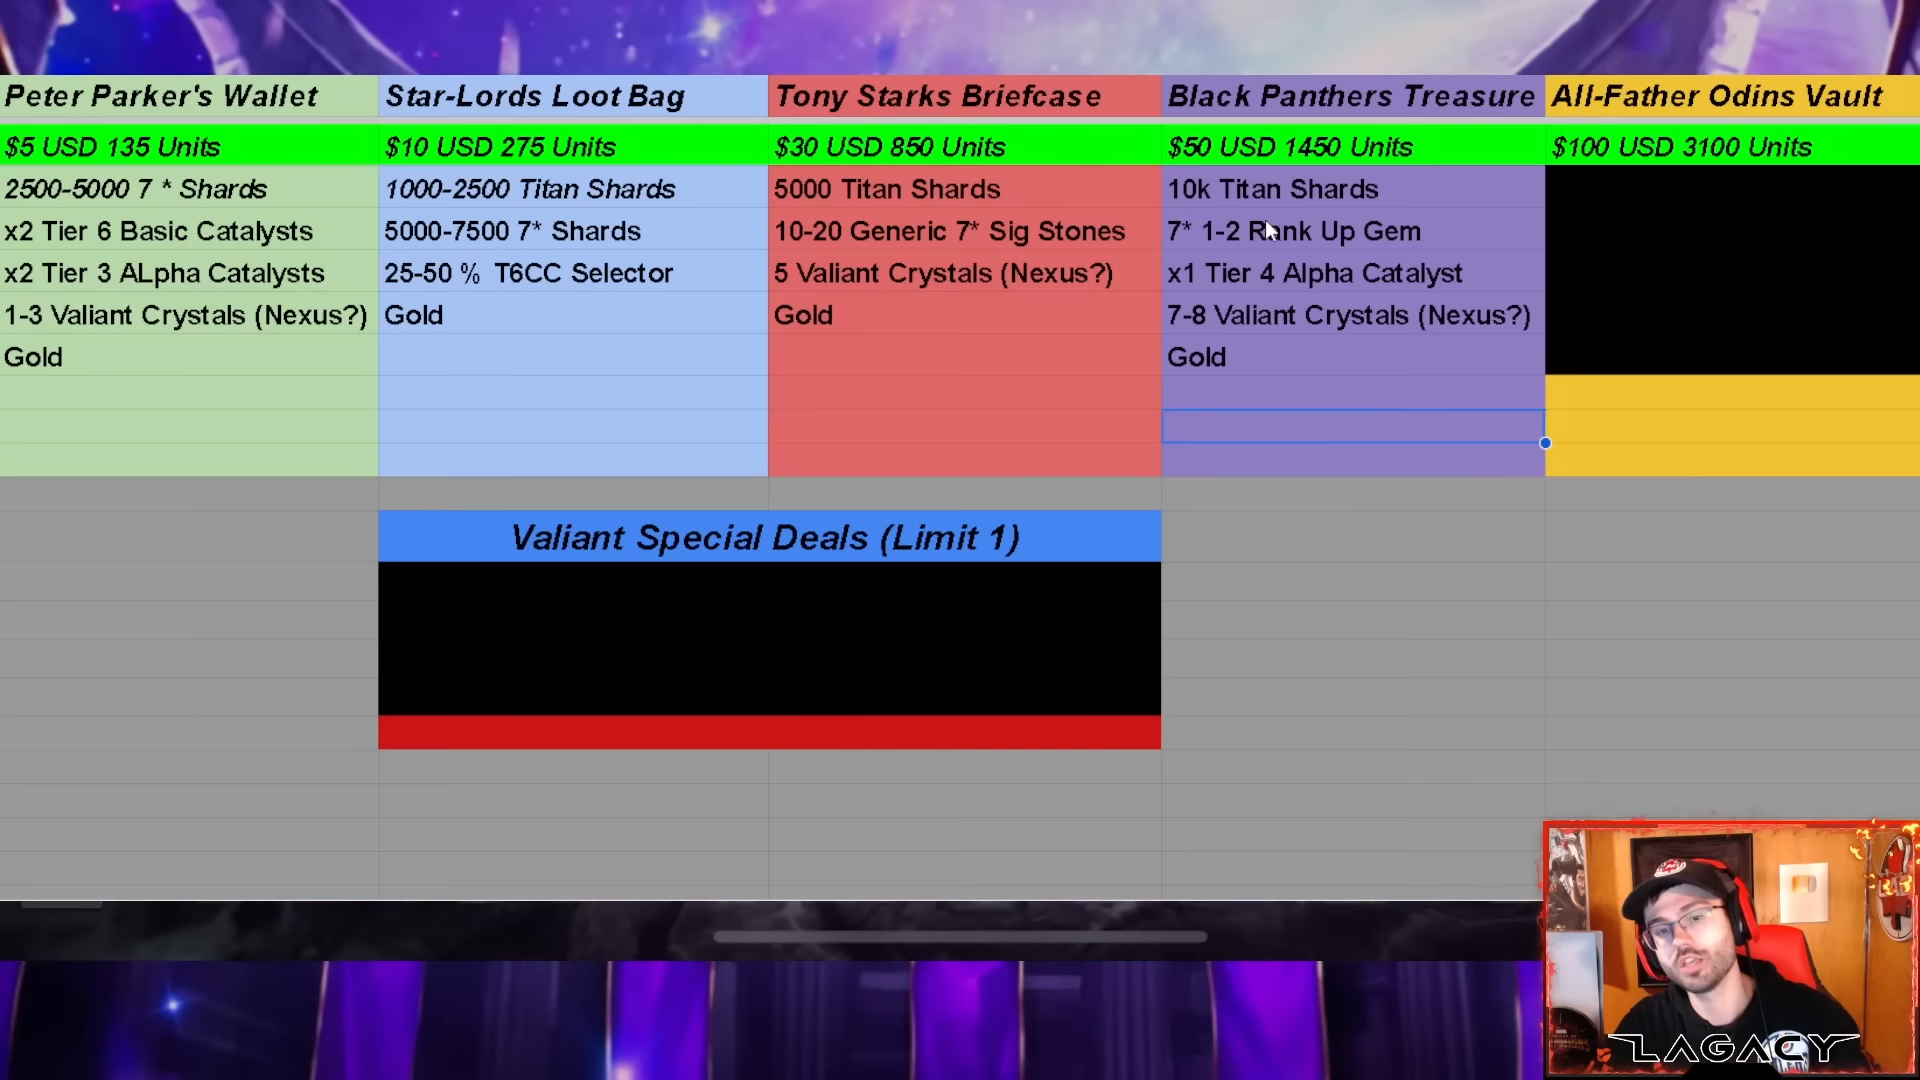 Peter Parker's Wallet
Star-Lords Loot Bag
Tony Starks Briefcase
Black Panthers Treasure
All-Father Odins Vault
$5 USD 135 Units
$10 USD 275 Units
$30 USD 850 Units
$50 USD 1450 Units
$100 USD 3100 Units
2500-5000 7 * Shards
1000-2500 Titan Shards
5000 Titan Shards
10k Titan Shards
x2 Tier 6 Basic Catalysts
5000-7500 7* Shards
10-20 Generic 7* Sig Stones
7* 1-2 Rank Up Gem
x2 Tier 3 ALpha Catalysts
25-50 % T6CC Selector
5 Valiant Crystals (Nexus?)
x1 Tier 4 Alpha Catalyst
1-3 Valiant Crystals (Nexus?)
Gold
Gold
7-8 Valiant Crystals (Nexus?)
Gold
Gold
Valiant Special Deals (Limit 1)
LAGACY